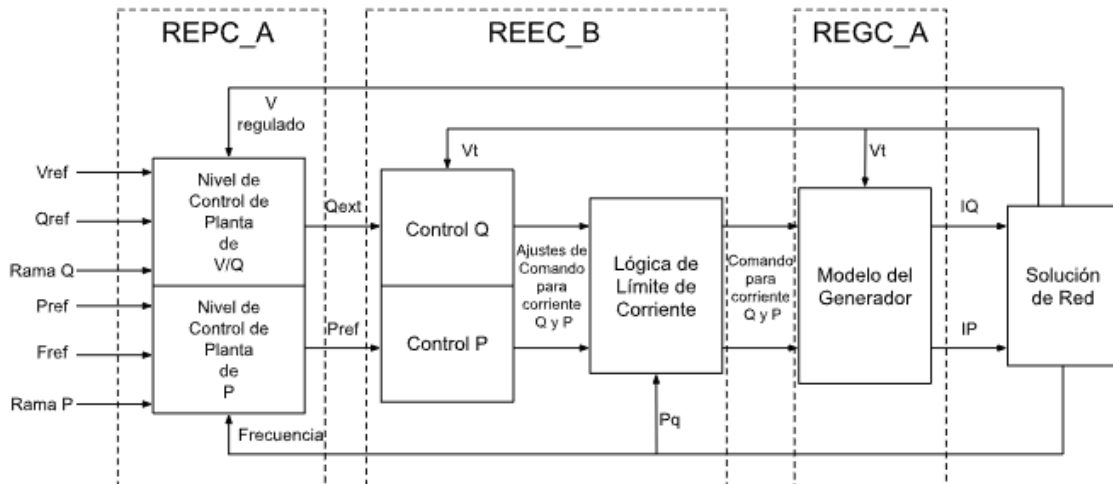 REPC_A
REEC_B
REGC_A
V
regulado
Vt
Vt
Vref
Qref
Rama Q
Pref
Fref
Rama P
Nivel de
Control de
Planta
de
V/Q
Nivel de
Control de
Planta
de
P
Frecuencia
Qext
Pref
Control Q
Control P
Ajustes de
Comando
para
corriente
Q y P
Lógica de
Límite de
Corriente
Pq
Comando
para
corriente
Q y P
Modelo del
Generador
IQ
IP
Solución
de Red